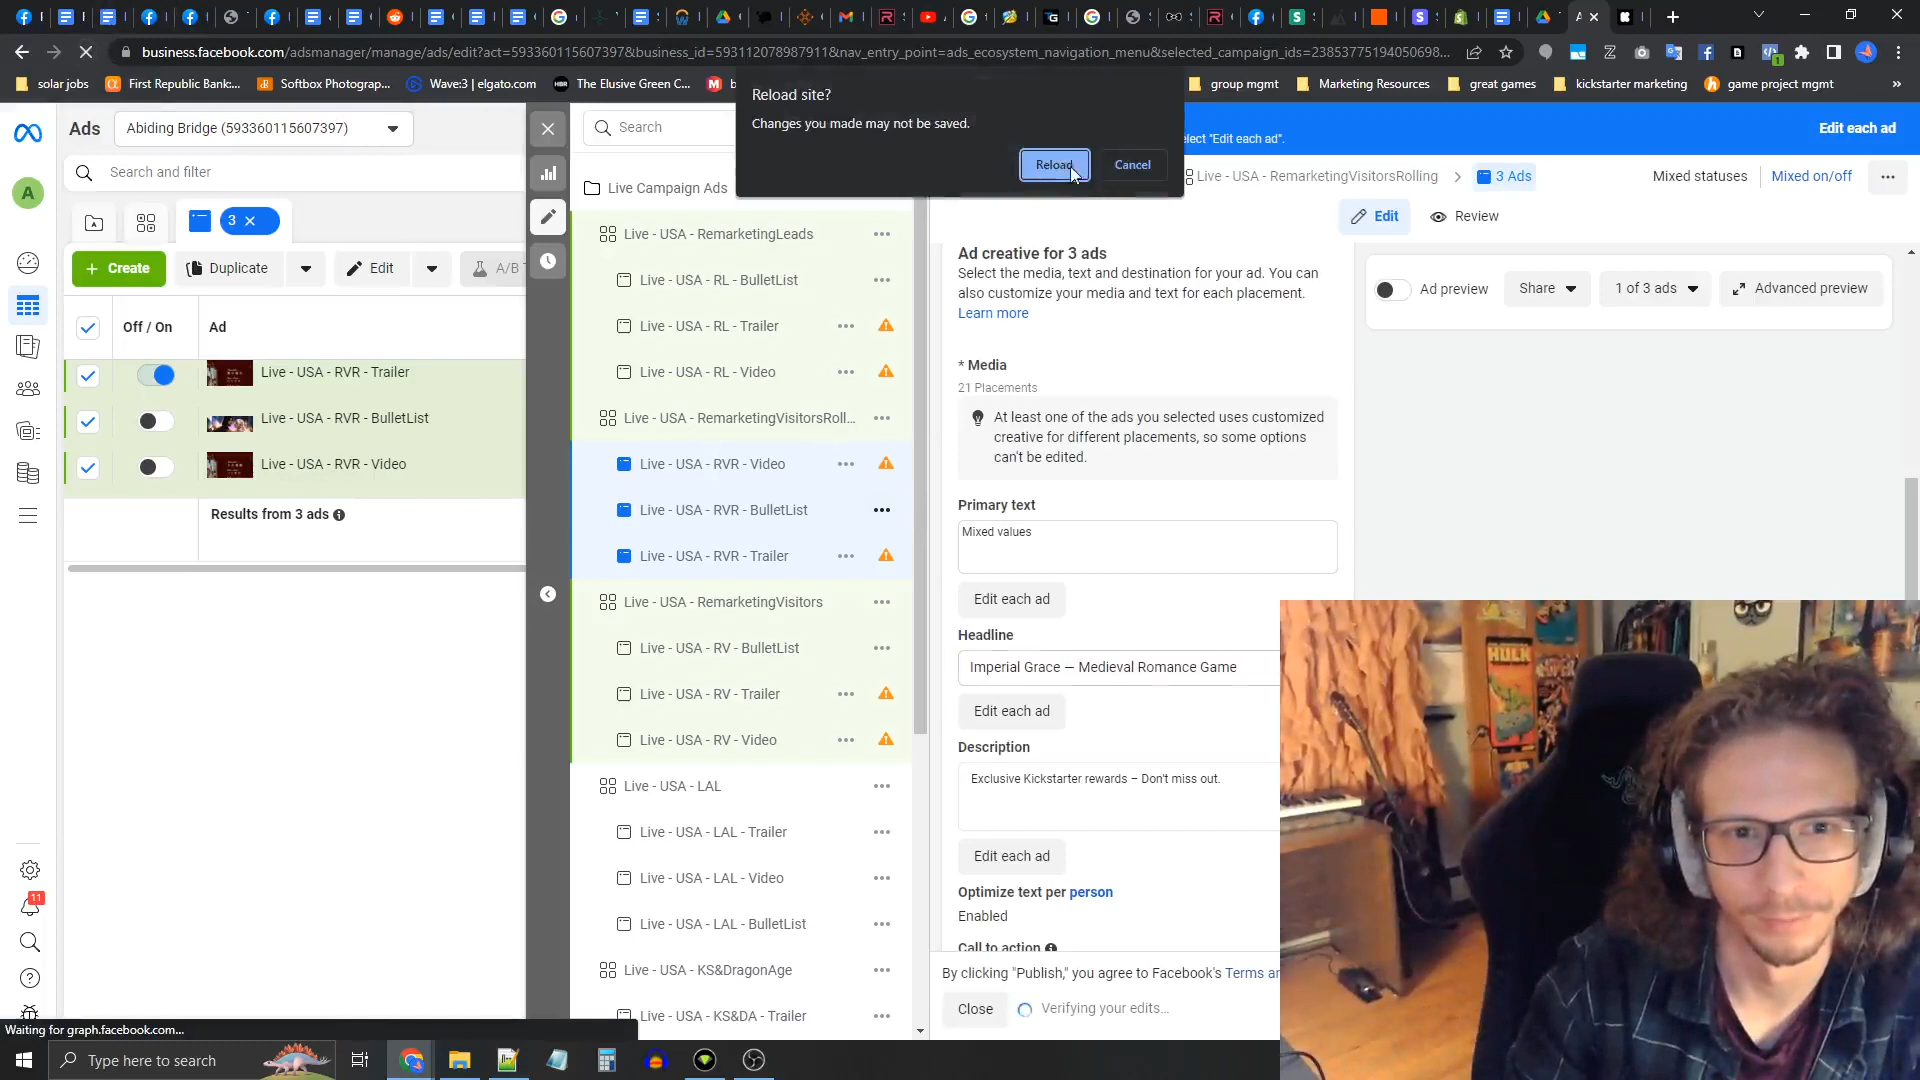 business.facebook.com/adsmanager/manage/ads/edit?act=593360115607397&business_id=593112078987911&nav_entry_point=ads_ecosystem_navigation_menu&selected_campaign_ids=23853775194050698...
solar jobs
First Republic Bank:...
Softbox Photograp...
Wave:3 | elgato.com
The Elusive Green C...
group mgmt
Marketing Resources
great games
kickstarter marketing
game project mgmt
»
Reload site?
Changes you made may not be saved.
Reload
Cancel
Ads
Abiding Bridge (593360115607397)
Search
elect "Edit each ad".
Edit each ad
A
Search and filter
Live Campaign Ads
Live - USA - RemarketingVisitorsRolling
3 Ads
Mixed statuses
Mixed on/off
3
Edit
Review
Create
Duplicate
Edit
A/B T
Live - USA - RemarketingLeads
Live - USA - RL - BulletList
Live - USA - RL - Trailer
Live - USA - RL - Video
Live - USA - RemarketingVisitorsRoll...
Live - USA - RVR - Video
Live - USA - RVR - BulletList
Live - USA - RVR - Trailer
Live - USA - RemarketingVisitors
Live - USA - RV - BulletList
Live - USA - RV - Trailer
Live - USA - RV - Video
Live - USA - LAL
Live - USA - LAL - Trailer
Live - USA - LAL - Video
Live - USA - LAL - BulletList
Live - USA - KS&DragonAge
Live - USA - KS&DA - Trailer
Off / On
Ad
Live - USA - RVR - Trailer
Live - USA - RVR - BulletList
Live - USA - RVR - Video
Results from 3 ads
Ad creative for 3 ads
Select the media, text and destination for your ad. You can
also customize your media and text for each placement.
Learn more
* Media
21 Placements
At least one of the ads you selected uses customized
creative for different placements, so some options
can't be edited.
Primary text
Mixed values
Edit each ad
Headline
Imperial Grace — Medieval Romance Game
Edit each ad
Description
Exclusive Kickstarter rewards – Don't miss out.
Edit each ad
Optimize text per person
Enabled
Call to action
By clicking "Publish," you agree to Facebook's Terms an
Close
Verifying your edits...
Ad preview
Share
1 of 3 ads
Advanced preview
HULK
11
Waiting for graph.facebook.com...
Type here to search